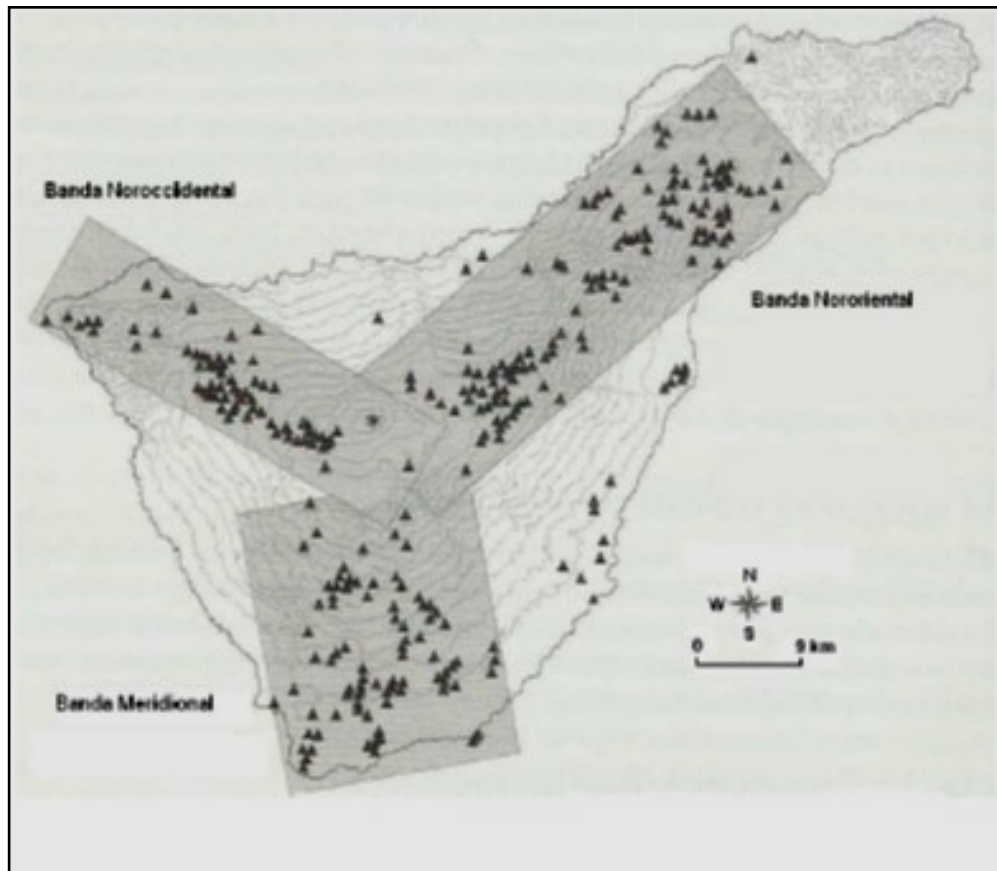 Banda Noroccidental
Banda Nororiental
N
W E
S
0 9 km
Banda Meridional